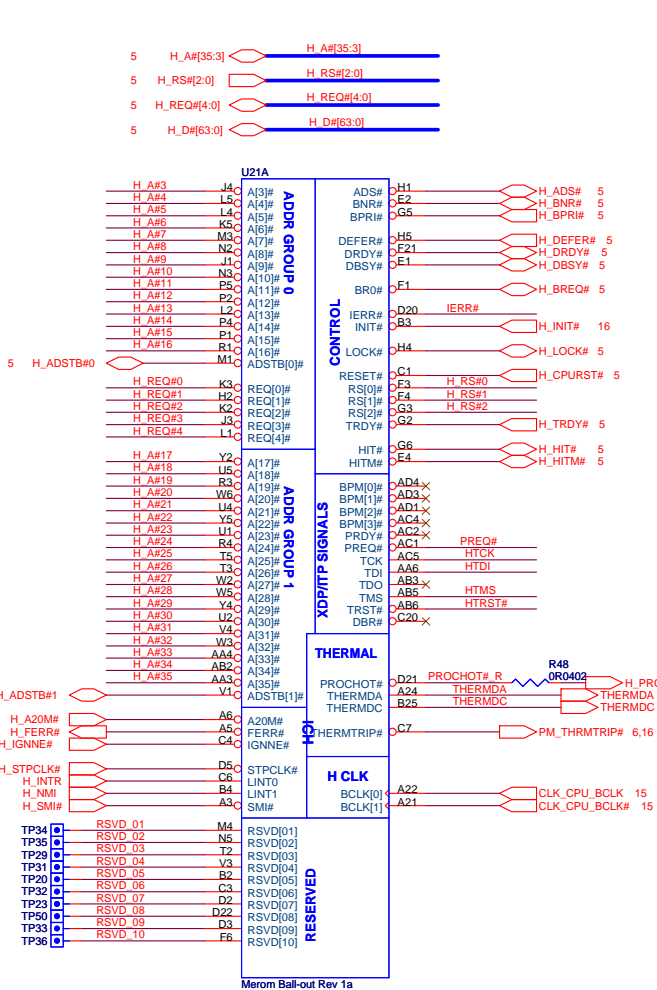 5 H_A#[35:3] H_A#[35:3]
5 H_RS#[2:0] H_RS#[2:0]
5 H_REQ#[4:0] H_REQ#[4:0]
5 H_D#[63:0] H_D#[63:0]
U21A
H_A#3 J4 A[3]# ADS# H1 H_ADS# 5
H_A#4 L5 A[4]# BNR# E2 H_BNR# 5
H_A#5 L4 A[5]# BPRI# G5 H_BPRI# 5
H_A#6 K5 A[6]#
H_A#7 M3 A[7]# DEFER# H5 H_DEFER# 5
H_A#8 N2 A[8]# DRDY# F21 H_DRDY# 5
H_A#9 J1 A[9]# DBSY# E1 H_DBSY# 5
H_A#10 N3 A[10]#
H_A#11 P5 A[11]# BR0# F1 H_BREQ# 5
H_A#12 P2 A[12]#
H_A#13 L2 A[13]# IERR# D20 IERR#
H_A#14 P4 A[14]# INIT# B3 H_INIT# 16
H_A#15 P1 A[15]#
H_A#16 R1 A[16]# LOCK# H4 H_LOCK# 5
5 H_ADSTB#0 M1 ADSTB[0]#
RESET# C1 H_CPURST# 5
H_REQ#0 K3 REQ[0]# RS[0]# F3 H_RS#0
H_REQ#1 H2 REQ[1]# RS[1]# F4 H_RS#1
H_REQ#2 K2 REQ[2]# RS[2]# G3 H_RS#2
H_REQ#3 J3 REQ[3]# TRDY# G2 H_TRDY# 5
H_REQ#4 L1 REQ[4]#
HIT# G6 H_HIT# 5
H_A#17 Y2 A[17]# HITM# E4 H_HITM# 5
H_A#18 U5 A[18]#
H_A#19 R3 A[19]# BPM[0]# AD4
H_A#20 W6 A[20]# BPM[1]# AD3
H_A#21 U4 A[21]# BPM[2]# AD1
H_A#22 Y5 A[22]# BPM[3]# AC4
H_A#23 U1 A[23]# PRDY# AC2
H_A#24 R4 A[24]# PREQ# AC1 PREQ#
H_A#25 T5 A[25]# TCK AC5 HTCK
H_A#26 T3 A[26]# TDI AA6 HTDI
H_A#27 W2 A[27]# TDO AB3
H_A#28 W5 A[28]# TMS AB5 HTMS
H_A#29 Y4 A[29]# TRST# AB6 HTRST#
H_A#30 U2 A[30]# DBR# C20
H_A#31 V4 A[31]#
H_A#32 W3 A[32]#
H_A#33 AA4 A[33]#
H_A#34 AB2 A[34]#
H_A#35 AA3 A[35]# PROCHOT# D21 PROCHOT#_R R48 0R0402 H_PRO
H_ADSTB#1 V1 ADSTB[1]# THERMDA A24 THERMDA THERMDA
THERMDC B25 THERMDC THERMDC
H_A20M# A6 A20M#
H_FERR# A5 FERR# THERMTRIP# C7 PM_THRMTRIP# 6,16
H_IGNNE# C4 IGNNE#
H_STPCLK# D5 STPCLK#
H_INTR C6 LINT0
H_NMI B4 LINT1 BCLK[0] A22 CLK_CPU_BCLK 15
H_SMI# A3 SMI# BCLK[1] A21 CLK_CPU_BCLK# 15
TP34 RSVD_01 M4 RSVD[01]
TP35 RSVD_02 N5 RSVD[02]
TP29 RSVD_03 T2 RSVD[03]
TP31 RSVD_04 V3 RSVD[04]
TP20 RSVD_05 B2 RSVD[05]
TP32 RSVD_06 C3 RSVD[06]
TP23 RSVD_07 D2 RSVD[07]
TP50 RSVD_08 D22 RSVD[08]
TP33 RSVD_09 D3 RSVD[09]
TP36 RSVD_10 F6 RSVD[10]
ADDR GROUP 0
ADDR GROUP 1
CONTROL
XDP/ITP SIGNALS
THERMAL
ICH
H CLK
RESERVED
Merom Ball-out Rev 1a